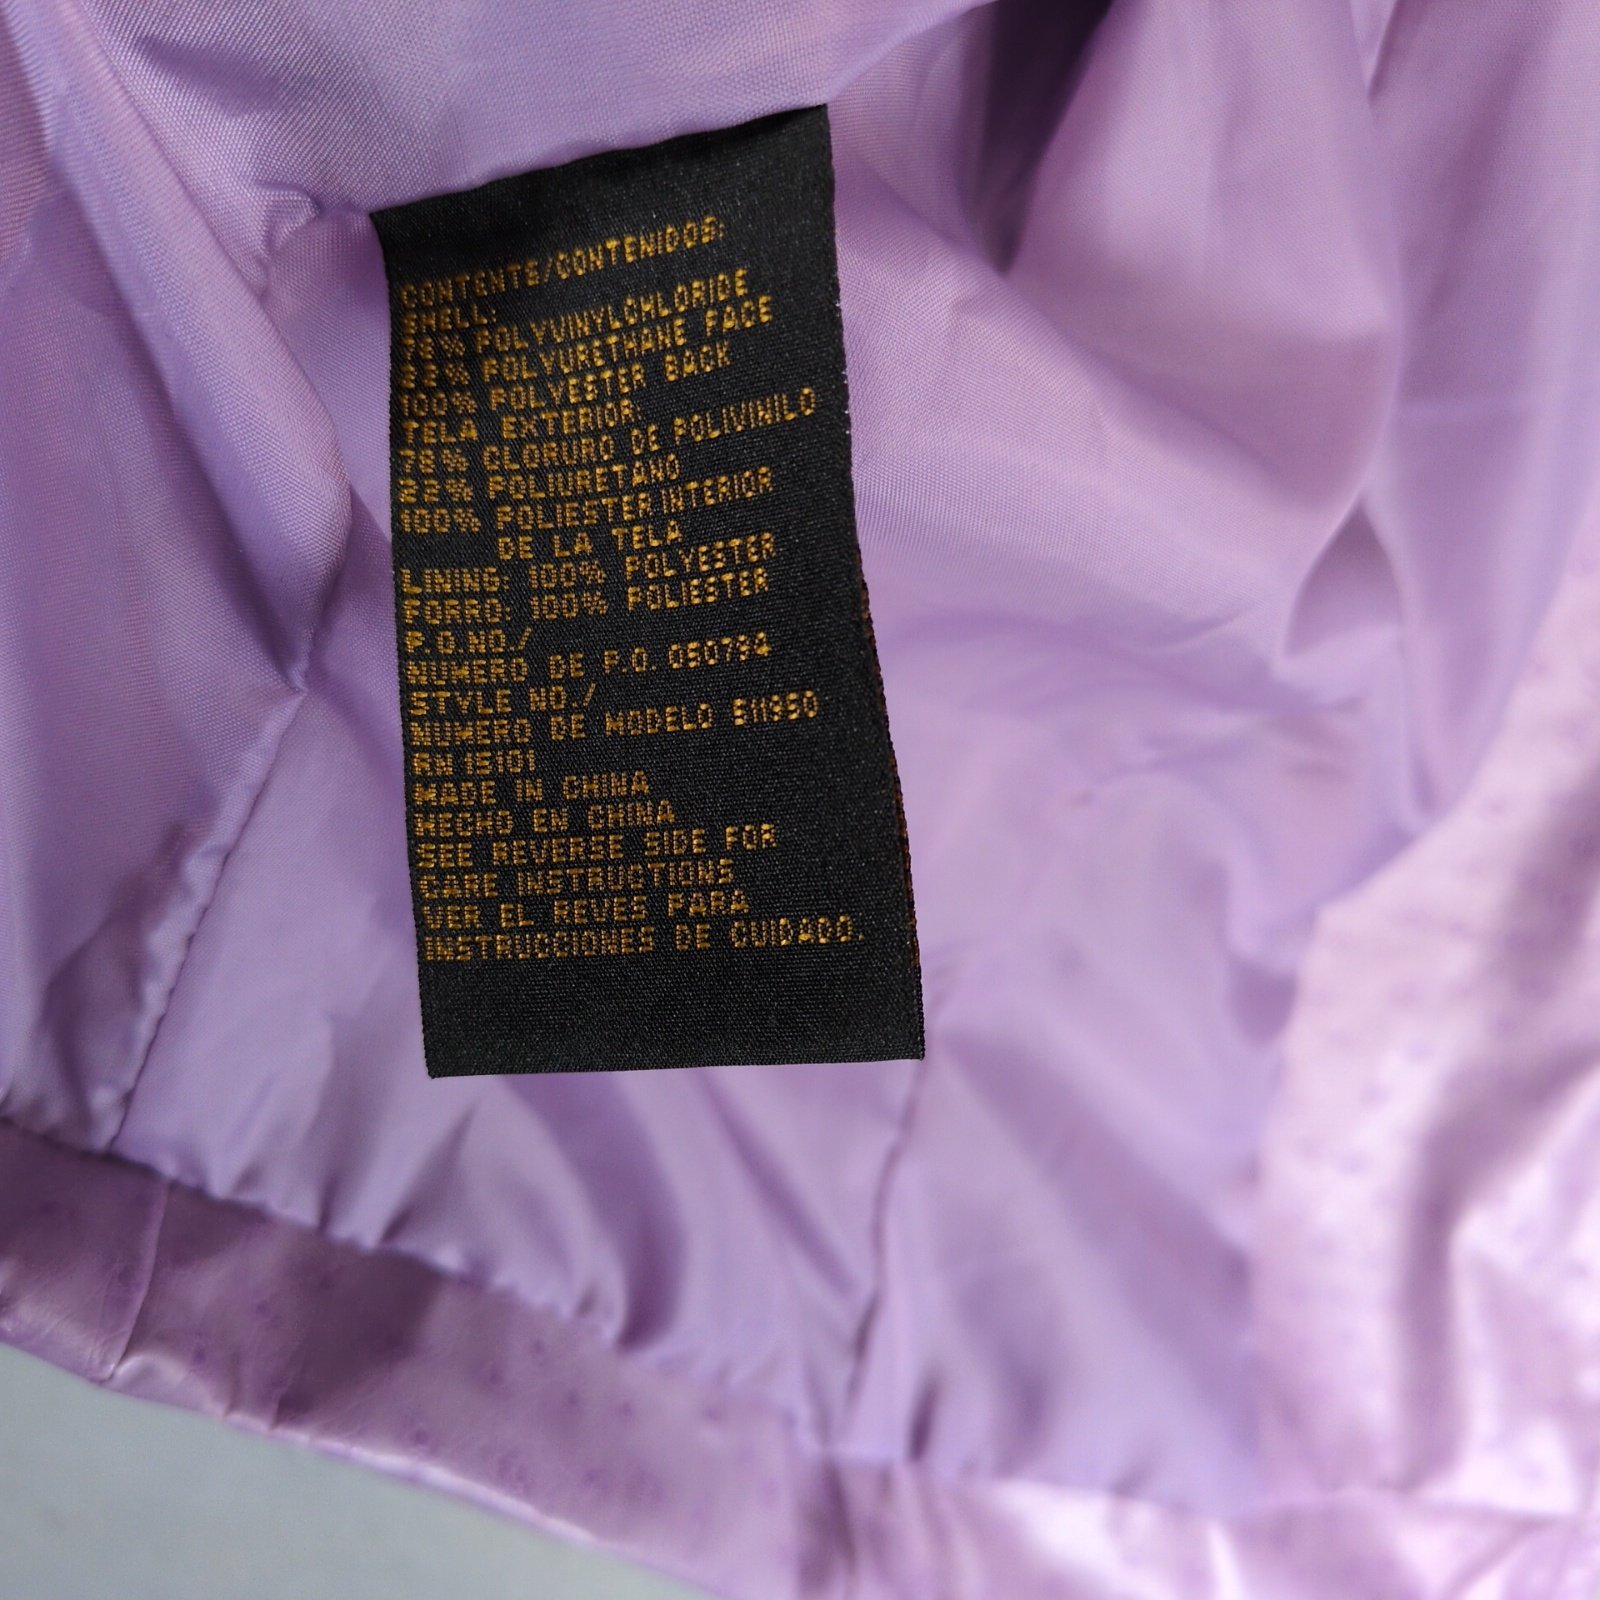 CONTENTS/CONTENIDOS:
SHELL:
78% POLYVINYLCHLORIDE
22% POLYURETHANE FACE
100% POLYESTER BACK
TELA EXTERIOR:
78% CLORURO DE POLIVINILO
22% POLIURETANO
100% POLIESTER INTERIOR
DE LA TELA
LINING: 100% POLYESTER
FORRO: 100% POLIESTER
P.O.NO/
NUMERO DE P.O. 050794
STYLE NO/
NUMERO DE MODELO 511350
RN 15101
MADE IN CHINA
HECHO EN CHINA
SEE REVERSE SIDE FOR
CARE INSTRUCTIONS
VER EL REVES PARA
INSTRUCCIONES DE CUIDADO.